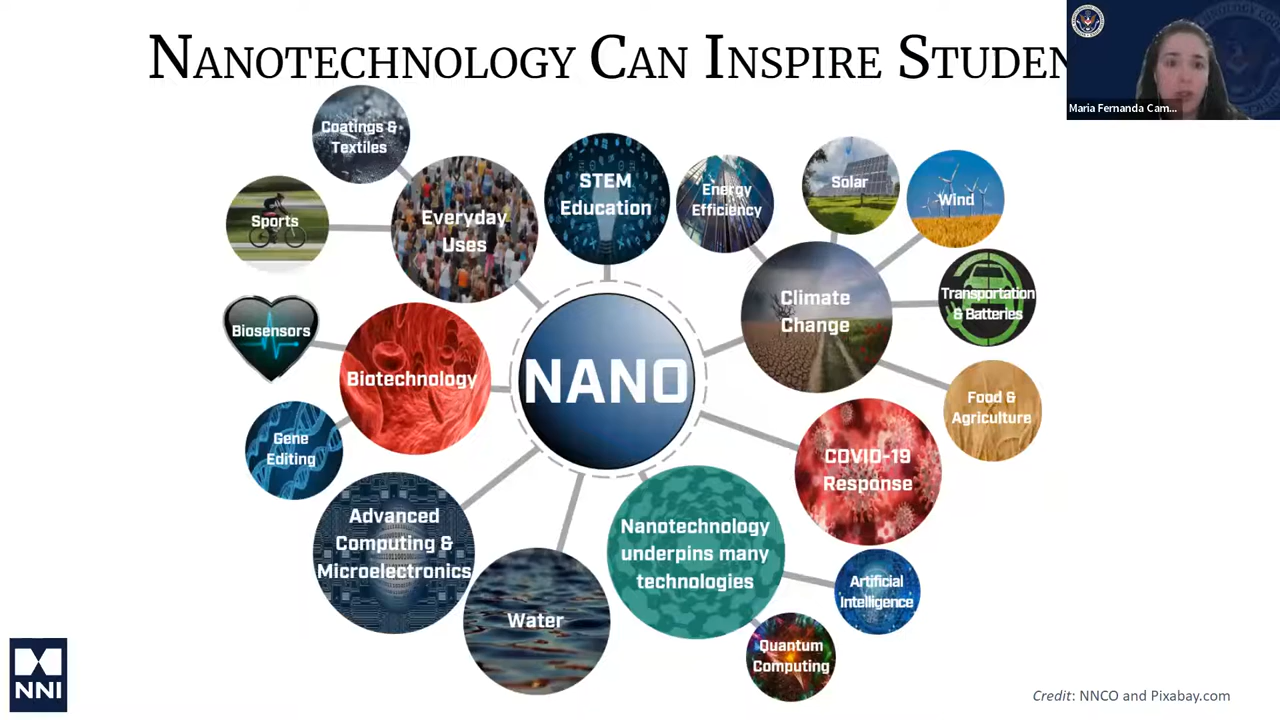 NANOTECHNOLOGY CAN INSPIRE STUDEN
Maria Fernanda Cam...
Coatings &
Textiles
Sports
Everyday
Uses
STEM
Education
Energy
Efficiency
Solar
Wind
Climate
Change
Transportation
& Batteries
Food &
Agriculture
Biosensors
Biotechnology
Gene
Editing
NANO
COVID-19
Response
Advanced
Computing &
Microelectronics
Water
Nanotechnology
underpins many
technologies
Artificial
Intelligence
Quantum
Computing
NNI
Credit: NNCO and Pixabay.com